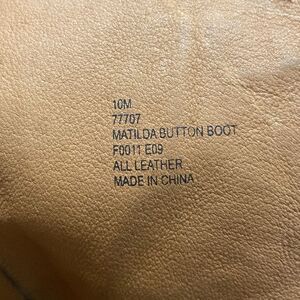 10M
77707
MATILDA BUTTON BOOT
F0011 E09
ALL LEATHER
MADE IN CHINA